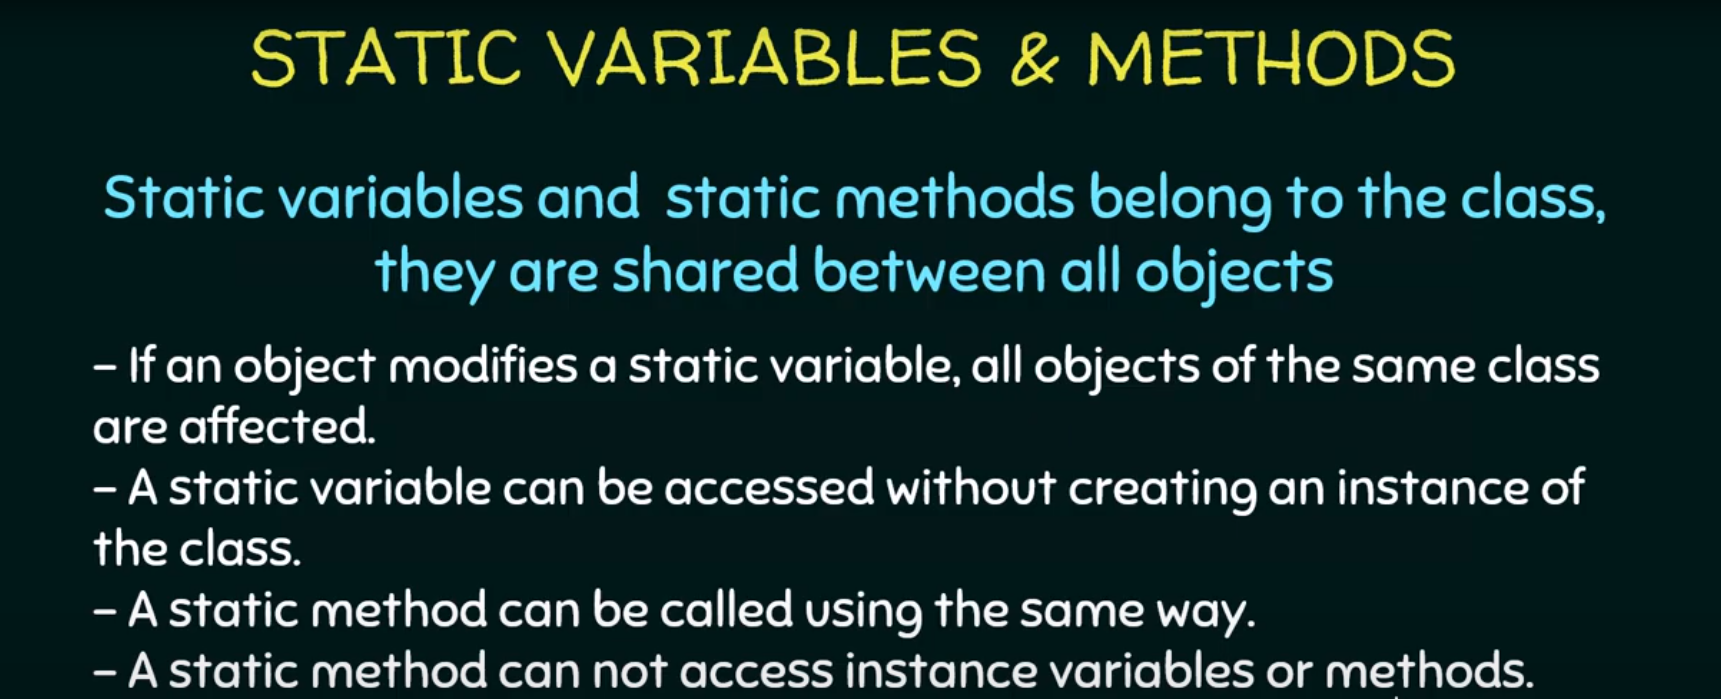 STATIC VARIABLES & METHODS
Static variables and static methods belong to the class,
they are shared between all objects
– If an object modifies a static variable, all objects of the same class
are affected.
– A static variable can be accessed without creating an instance of
the class.
– A static method can be called using the same way.
– A static method can not access instance variables or methods.